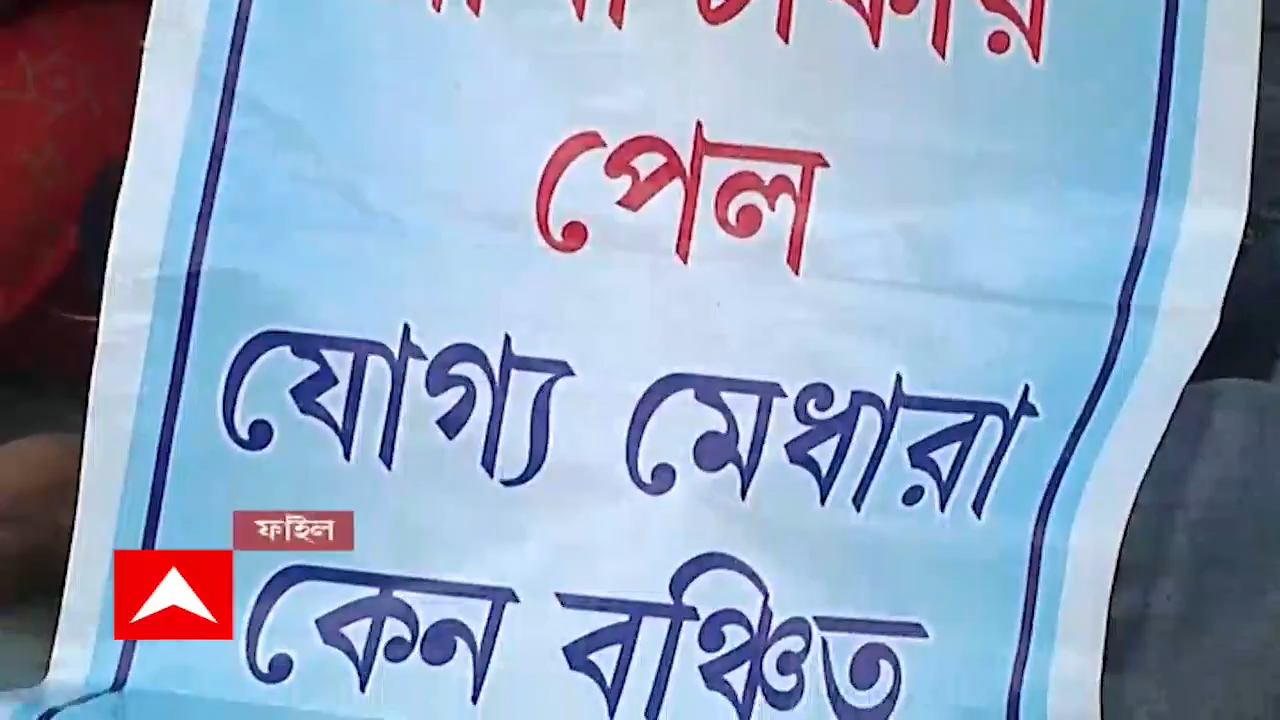 পেল
যোগ্য মেধারা
ফাইল
কেন বঞ্চিত